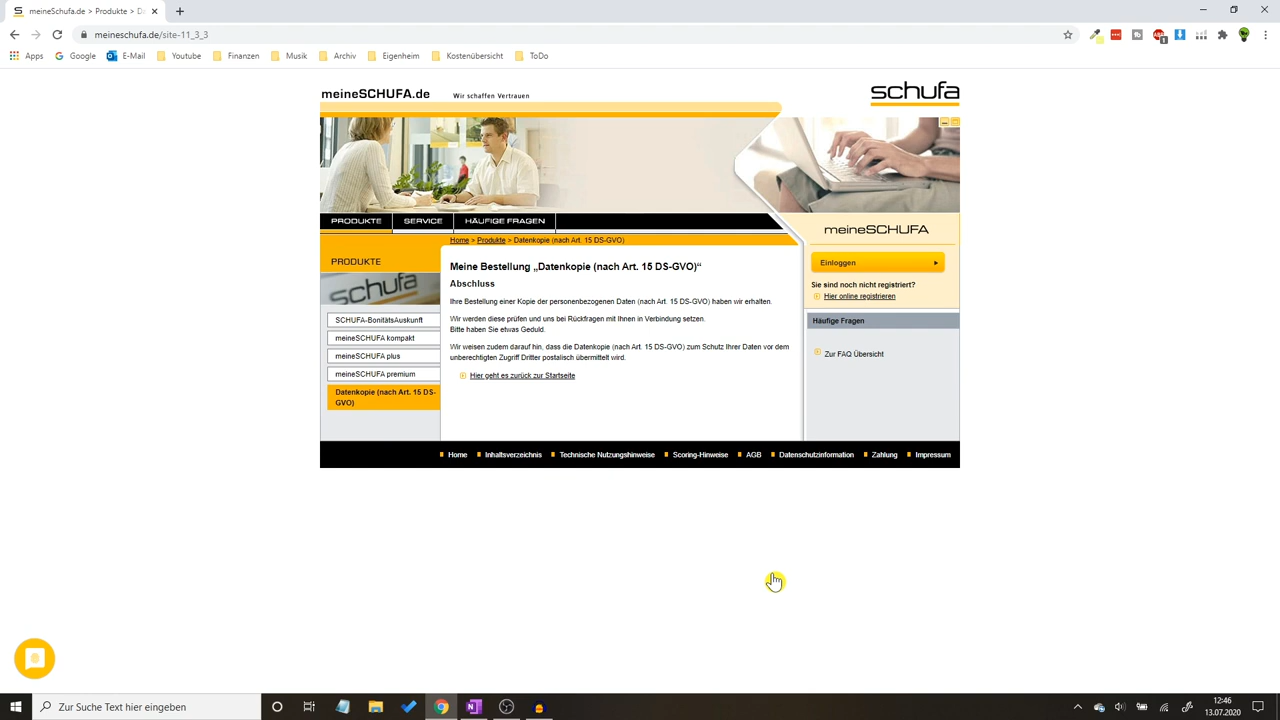 meineSCHUFA.de > Produkte > Da
meineschufa.de/site-11_3_3
Apps Google E-Mail Youtube Finanzen Musik Archiv Eigenheim Kostenübersicht ToDo
meineSCHUFA.de Wir schaffen Vertrauen schufa
PRODUKTE SERVICE HÄUFIGE FRAGEN
meineSCHUFA
Home > Produkte > Datenkopie (nach Art. 15 DS-GVO)
PRODUKTE
schufa
SCHUFA-BonitätsAuskunft
meineSCHUFA kompakt
meineSCHUFA plus
meineSCHUFA premium
Datenkopie (nach Art. 15 DS-
GVO)
Meine Bestellung „Datenkopie (nach Art. 15 DS-GVO)“
Abschluss
Ihre Bestellung einer Kopie der personenbezogenen Daten (nach Art. 15 DS-GVO) haben wir erhalten.
Wir werden diese prüfen und uns bei Rückfragen mit Ihnen in Verbindung setzen.
Bitte haben Sie etwas Geduld.
Wir weisen zudem darauf hin, dass die Datenkopie (nach Art. 15 DS-GVO) zum Schutz Ihrer Daten vor dem
unberechtigten Zugriff Dritter postalisch übermittelt wird.
Hier geht es zurück zur Startseite
Einloggen
Sie sind noch nicht registriert?
Hier online registrieren
Häufige Fragen
Zur FAQ Übersicht
Home Inhaltsverzeichnis Technische Nutzungshinweise Scoring-Hinweise AGB Datenschutzinformation Zahlung Impressum
Zur Suche Text hier eingeben
12:46
13.07.2020